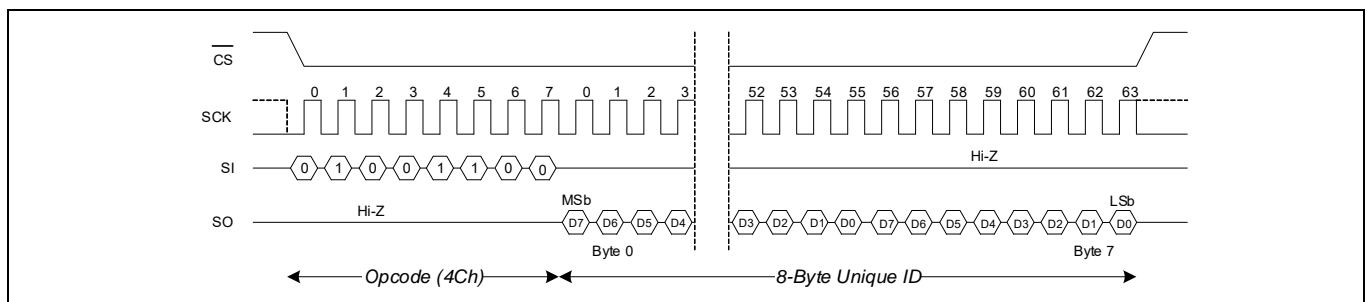 CS
0 1 2 3 4 5 6 7 0 1 2 3 52 53 54 55 56 57 58 59 60 61 62 63
SCK
Hi-Z
SI 0 1 0 0 1 1 0 0
MSb LSb
Hi-Z
SO D7 D6 D5 D4 D3 D2 D1 D0 D7 D6 D5 D4 D3 D2 D1 D0
Byte 0 Byte 7
Opcode (4Ch) 8-Byte Unique ID